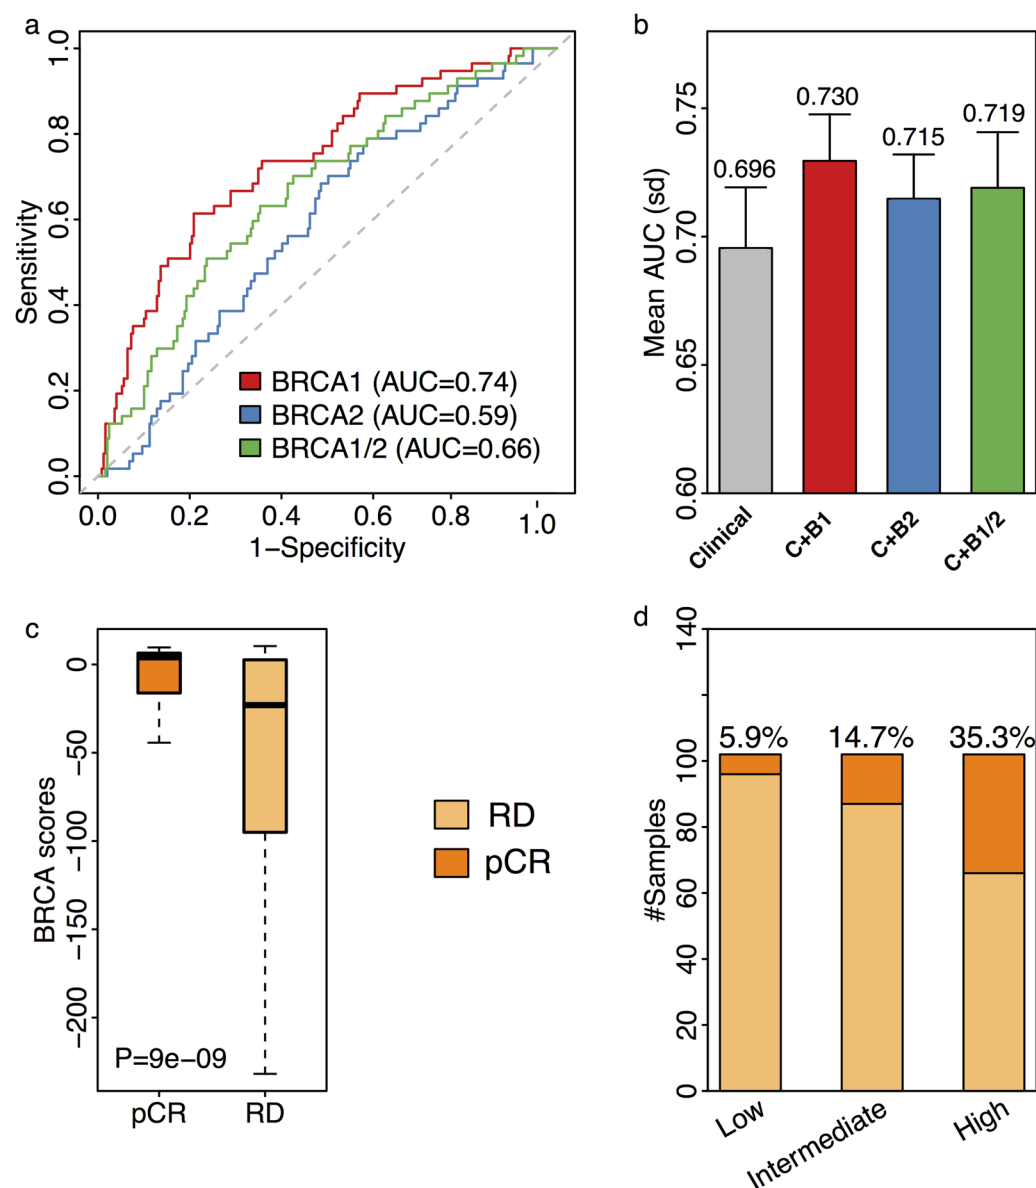 a
Sensitivity
1.0
0.8
0.6
0.4
0.2
0.0
BRCA1 (AUC=0.74)
BRCA2 (AUC=0.59)
BRCA1/2 (AUC=0.66)
0.0 0.2 0.4 0.6 0.8 1.0
1−Specificity
b
Mean AUC (sd)
0.75
0.70
0.65
0.60
0.696
0.730
0.715
0.719
Clinical
C+B1
C+B2
C+B1/2
c
BRCA scores
0
−50
−100
−150
−200
P=9e−09
pCR RD
RD
pCR
d
#Samples
140
100
80
60
40
20
0
5.9% 14.7% 35.3%
Low
Intermediate
High